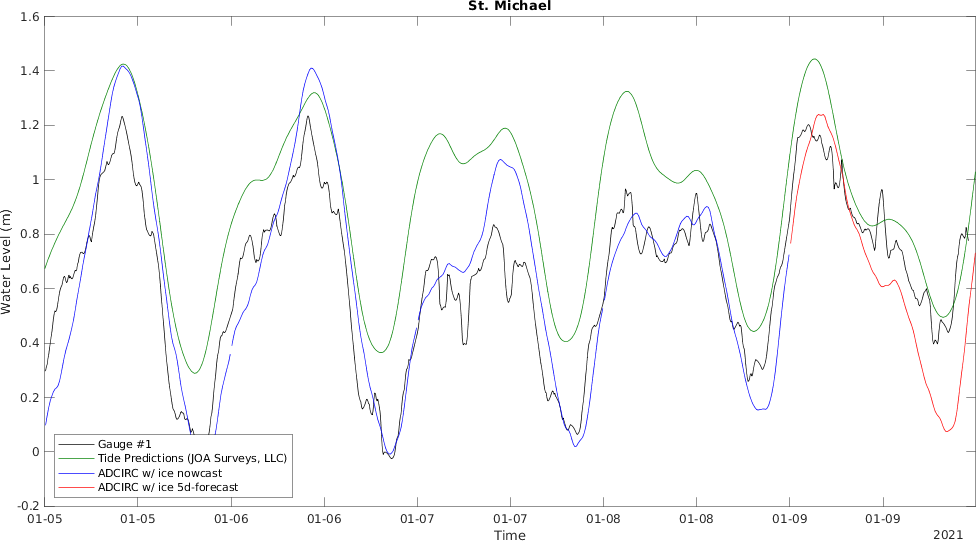 St. Michael
1.6
1.4
1.2
1
0.8
0.6
0.4
0.2
0
-0.2
Water Level (m)
Gauge #1
Tide Predictions (JOA Surveys, LLC)
ADCIRC w/ ice nowcast
ADCIRC w/ ice 5d-forecast
01-05 01-05 01-06 01-06 01-07 01-07 01-08 01-08 01-09 01-09
Time
2021